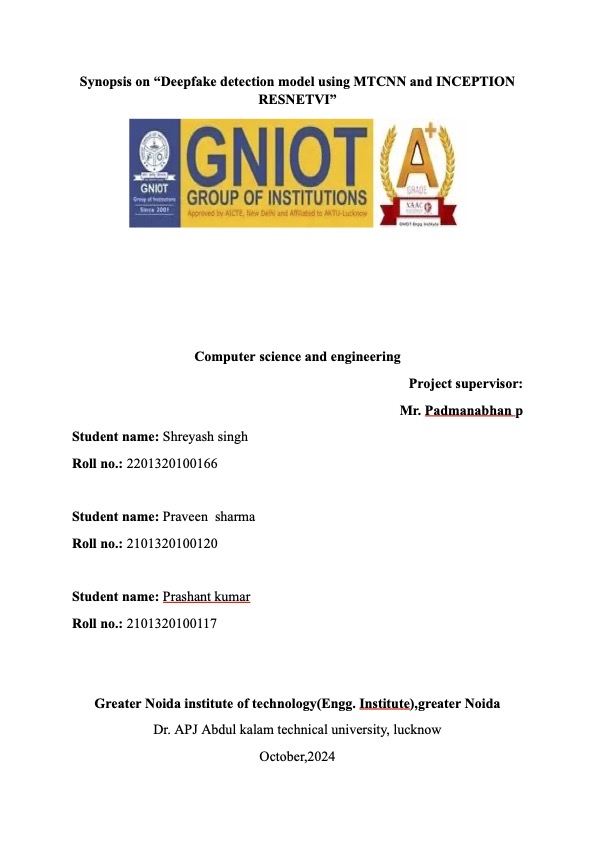 Synopsis on “Deepfake detection model using MTCNN and INCEPTION
RESNETVI”
GNIOT
Group of Institutions
Since 2001
GNIOT
GROUP OF INSTITUTIONS
Approved by AICTE, New Delhi and Affiliated to AKTU-Lucknow
A+
GRADE
NAAC
GNIOT Engg. Institute
Computer science and engineering
Project supervisor:
Mr. Padmanabhan p
Student name: Shreyash singh
Roll no.: 2201320100166
Student name: Praveen  sharma
Roll no.: 2101320100120
Student name: Prashant kumar
Roll no.: 2101320100117
Greater Noida institute of technology(Engg. Institute),greater Noida
Dr. APJ Abdul kalam technical university, lucknow
October,2024